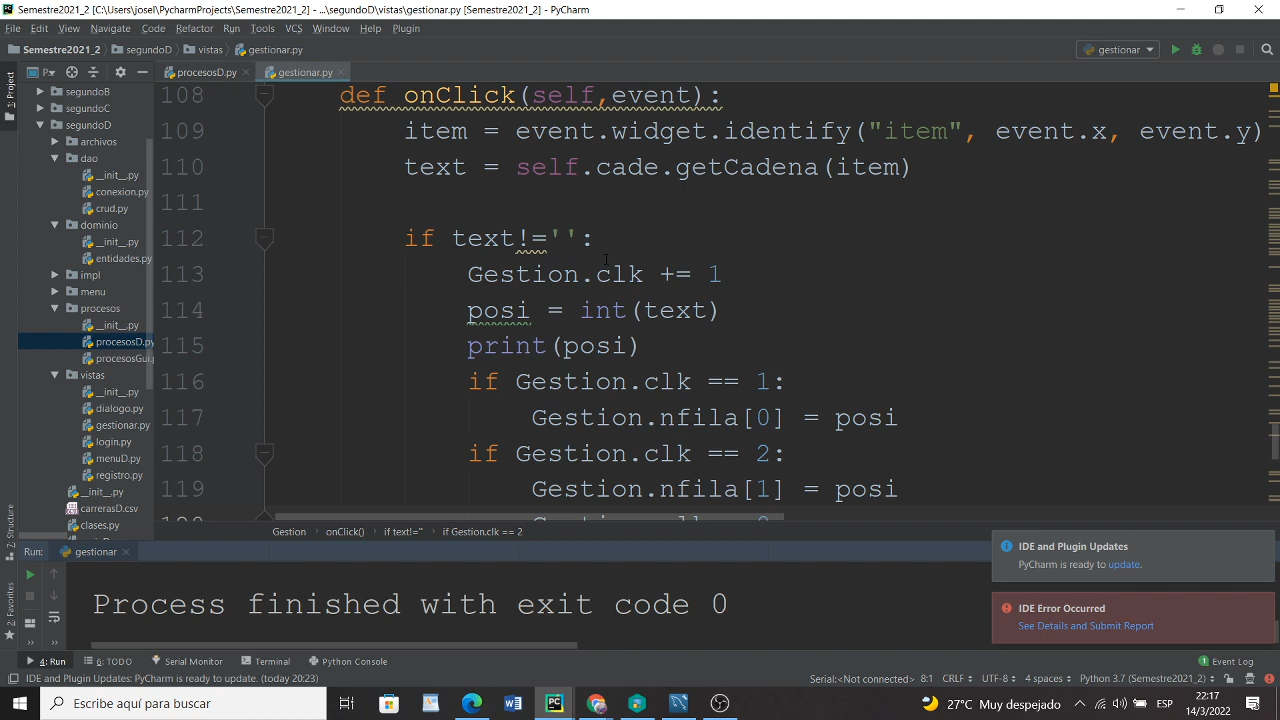 Semestre2021_2 [C:\Users\josel\PycharmProjects\Semestre2021_2] - ...\segundoD\vistas\gestionar.py [Semestre2021_2] - PyCharm
File Edit View Navigate Code Refactor Run Tools VCS Window Help Plugin
Semestre2021_2 segundoD vistas gestionar.py
gestionar
P
procesosD.py
gestionar.py
1: Project
segundoB
segundoC
segundoD
archivos
dao
__init__.py
conexion.py
crud.py
dominio
__init__.py
entidades.py
impl
menu
procesos
__init__.py
procesosD.py
procesosGui.
vistas
__init__.py
dialogo.py
gestionar.py
login.py
menuD.py
registro.py
__init__.py
carrerasD.csv
clases.py
108 def onClick(self,event):
109 item = event.widget.identify("item", event.x, event.y)
110 text = self.cade.getCadena(item)
111
112 if text!='':
113 Gestion.clk += 1
114 posi = int(text)
115 print(posi)
116 if Gestion.clk == 1:
117 Gestion.nfila[0] = posi
118 if Gestion.clk == 2:
119 Gestion.nfila[1] = posi
Gestion onClick() if text!='' if Gestion.clk == 2
Z: Structure
2: Favorites
Run: gestionar
Process finished with exit code 0
IDE and Plugin Updates
PyCharm is ready to update.
IDE Error Occurred
See Details and Submit Report
4: Run 6: TODO Serial Monitor Terminal Python Console
1 Event Log
IDE and Plugin Updates: PyCharm is ready to update. (today 20:23)
Serial:<Not connected> 8:1 CRLF UTF-8 4 spaces Python 3.7 (Semestre2021_2)
Escribe aquí para buscar
27°C Muy despejado
ESP
22:17
14/3/2022